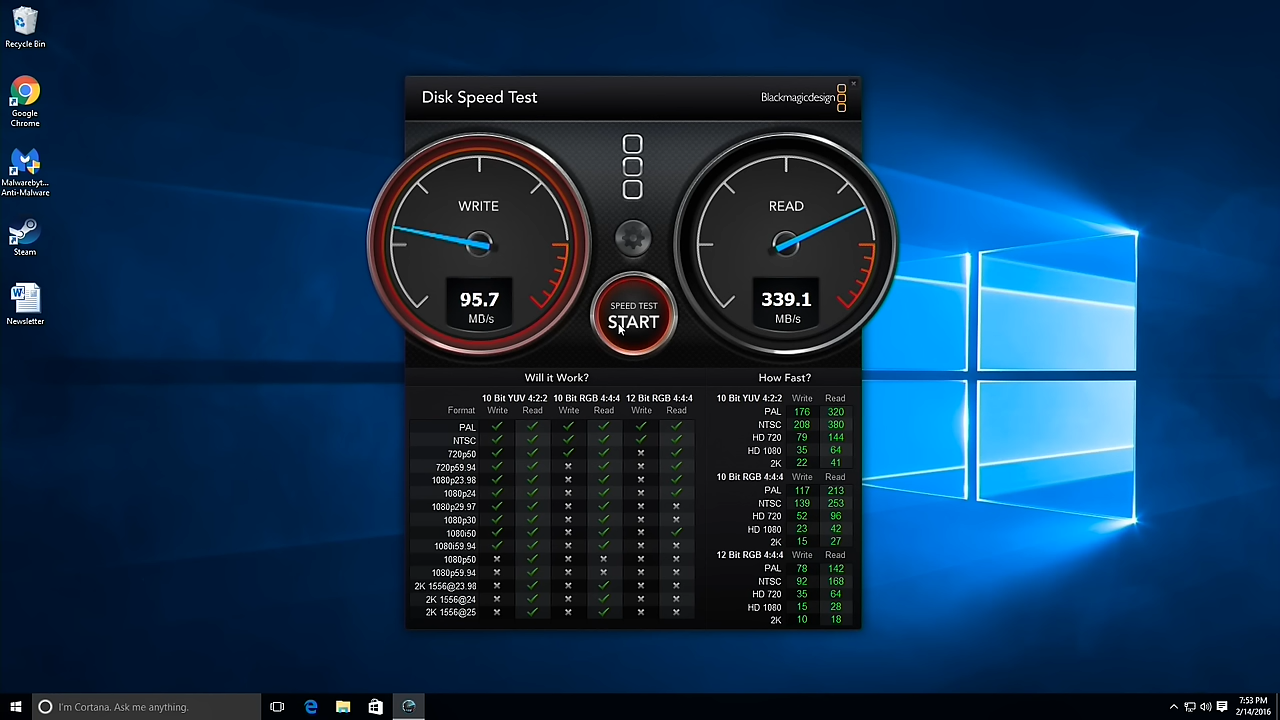 Recycle Bin
Google
Chrome
Malwarebyt...
Anti-Malware
Steam
Newsletter
Disk Speed Test
Blackmagicdesign
WRITE
95.7
MB/s
SPEED TEST
START
READ
339.1
MB/s
Will it Work?
10 Bit YUV 4:2:2 10 Bit RGB 4:4:4 12 Bit RGB 4:4:4
Format Write Read Write Read Write Read
PAL
NTSC
720p50
720p59.94
1080p23.98
1080p24
1080p29.97
1080p30
1080i50
1080i59.94
1080p50
1080p59.94
2K 1556@23.98
2K 1556@24
2K 1556@25
How Fast?
10 Bit YUV 4:2:2 Write Read
PAL 176 320
NTSC 208 380
HD 720 79 144
HD 1080 35 64
2K 22 41
10 Bit RGB 4:4:4 Write Read
PAL 117 213
NTSC 139 253
HD 720 52 96
HD 1080 23 42
2K 15 27
12 Bit RGB 4:4:4 Write Read
PAL 78 142
NTSC 92 168
HD 720 35 64
HD 1080 15 28
2K 10 18
I'm Cortana. Ask me anything.
7:53 PM
2/14/2016